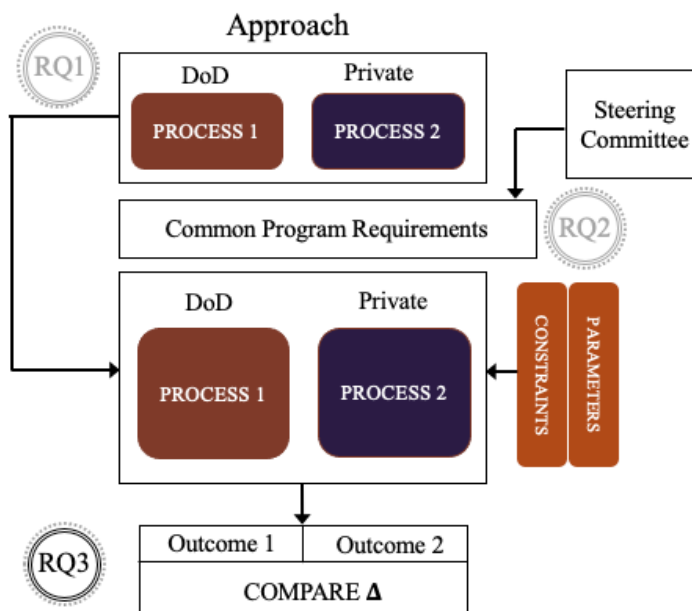 Approach
RQ1
DoD
Private
PROCESS 1
PROCESS 2
Steering
Committee
Common Program Requirements
RQ2
DoD
Private
PROCESS 1
PROCESS 2
CONSTRAINTS
PARAMETERS
RQ3
Outcome 1
Outcome 2
COMPARE Δ